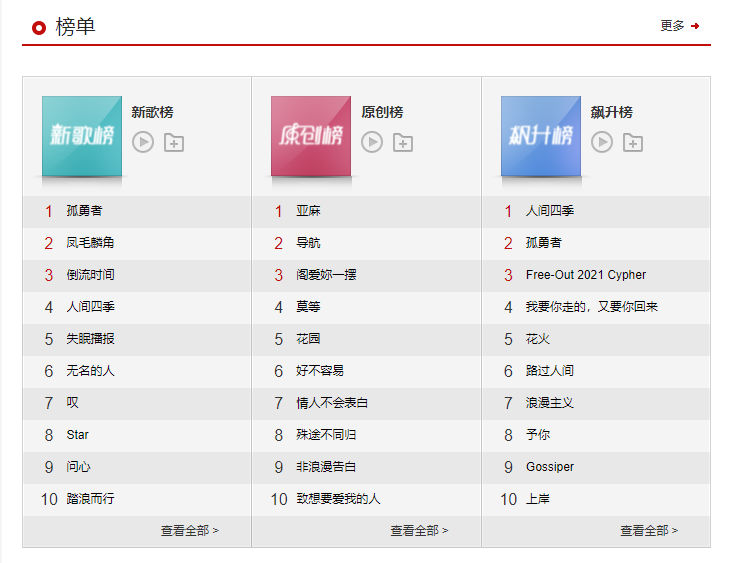 榜单
更多
新歌榜
新歌榜
1 孤勇者
2 凤毛麟角
3 倒流时间
4 人间四季
5 失眠播报
6 无名的人
7 叹
8 Star
9 问心
10 踏浪而行
查看全部 >
原创榜
原创榜
1 亚麻
2 导航
3 阁爱妳一摆
4 莫等
5 花园
6 好不容易
7 情人不会表白
8 殊途不同归
9 非浪漫告白
10 致想要爱我的人
查看全部 >
飙升榜
飙升榜
1 人间四季
2 孤勇者
3 Free-Out 2021 Cypher
4 我要你走的，又要你回来
5 花火
6 路过人间
7 浪漫主义
8 予你
9 Gossiper
10 上岸
查看全部 >